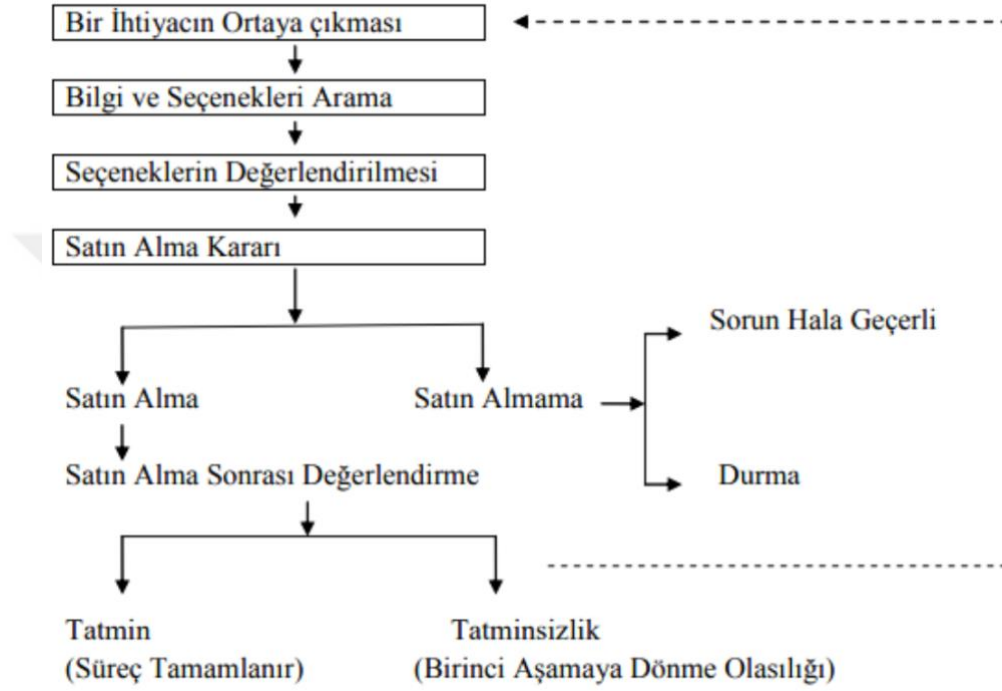 Bir İhtiyacın Ortaya çıkması
Bilgi ve Seçenekleri Arama
Seçeneklerin Değerlendirilmesi
Satın Alma Kararı
Sorun Hala Geçerli
Satın Alma
Satın Almama
Durma
Satın Alma Sonrası Değerlendirme
Tatmin
(Süreç Tamamlanır)
Tatminsizlik
(Birinci Aşamaya Dönme Olasılığı)